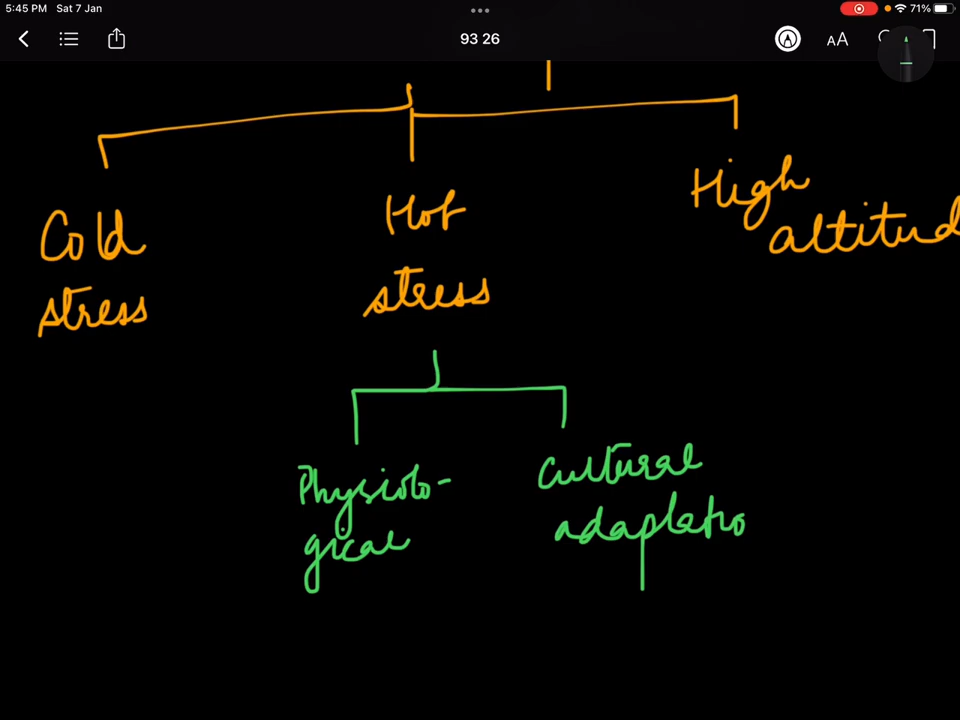 5:45 PM Sat 7 Jan
71%
93 26
AA
Cold
stress
Hot
stress
High
altitud
Physiolo-
gical
Cultural
adaptatio